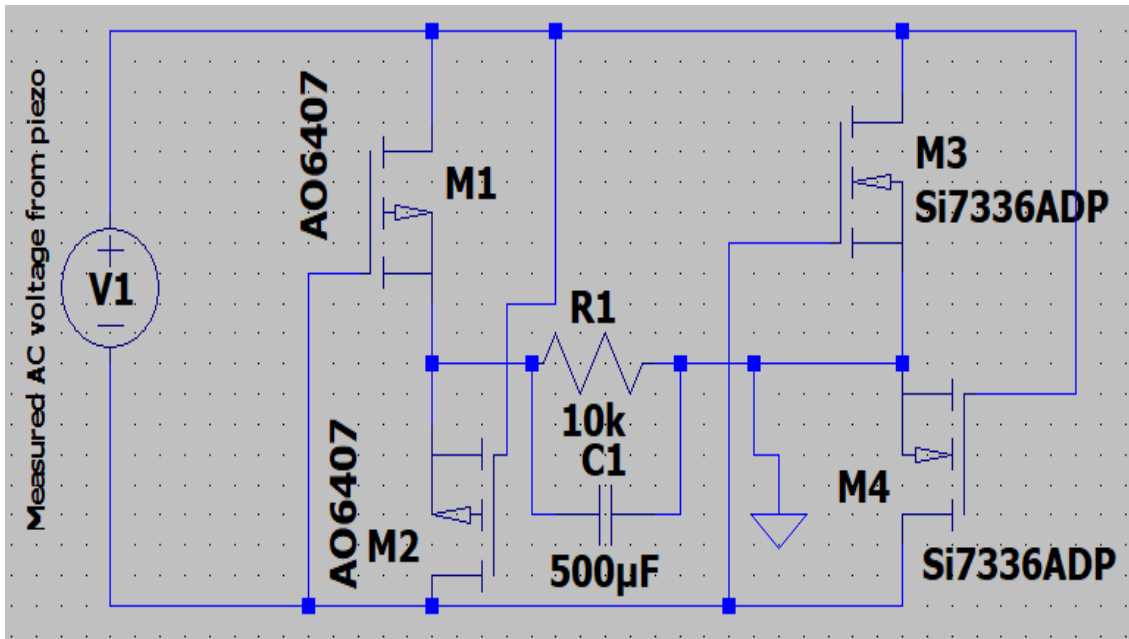 Measured AC voltage from piezo
V1
AO6407
M1
M3
Si7336ADP
R1
10k
C1
500µF
AO6407
M2
M4
Si7336ADP